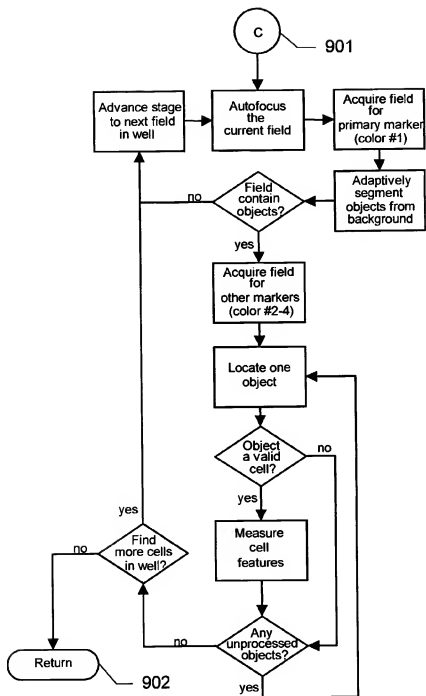 C
901
Advance stage
to next field
in well
Autofocus
the
current field
Acquire field
for
primary marker
(color #1)
Adaptively
segment
objects from
background
Field
contain
objects?
no
yes
Acquire field
for
other markers
(color #2-4)
Locate one
object
Object
a valid
cell?
no
yes
Measure
cell
features
Any
unprocessed
objects?
no
yes
Find
more cells
in well?
yes
no
Return
902